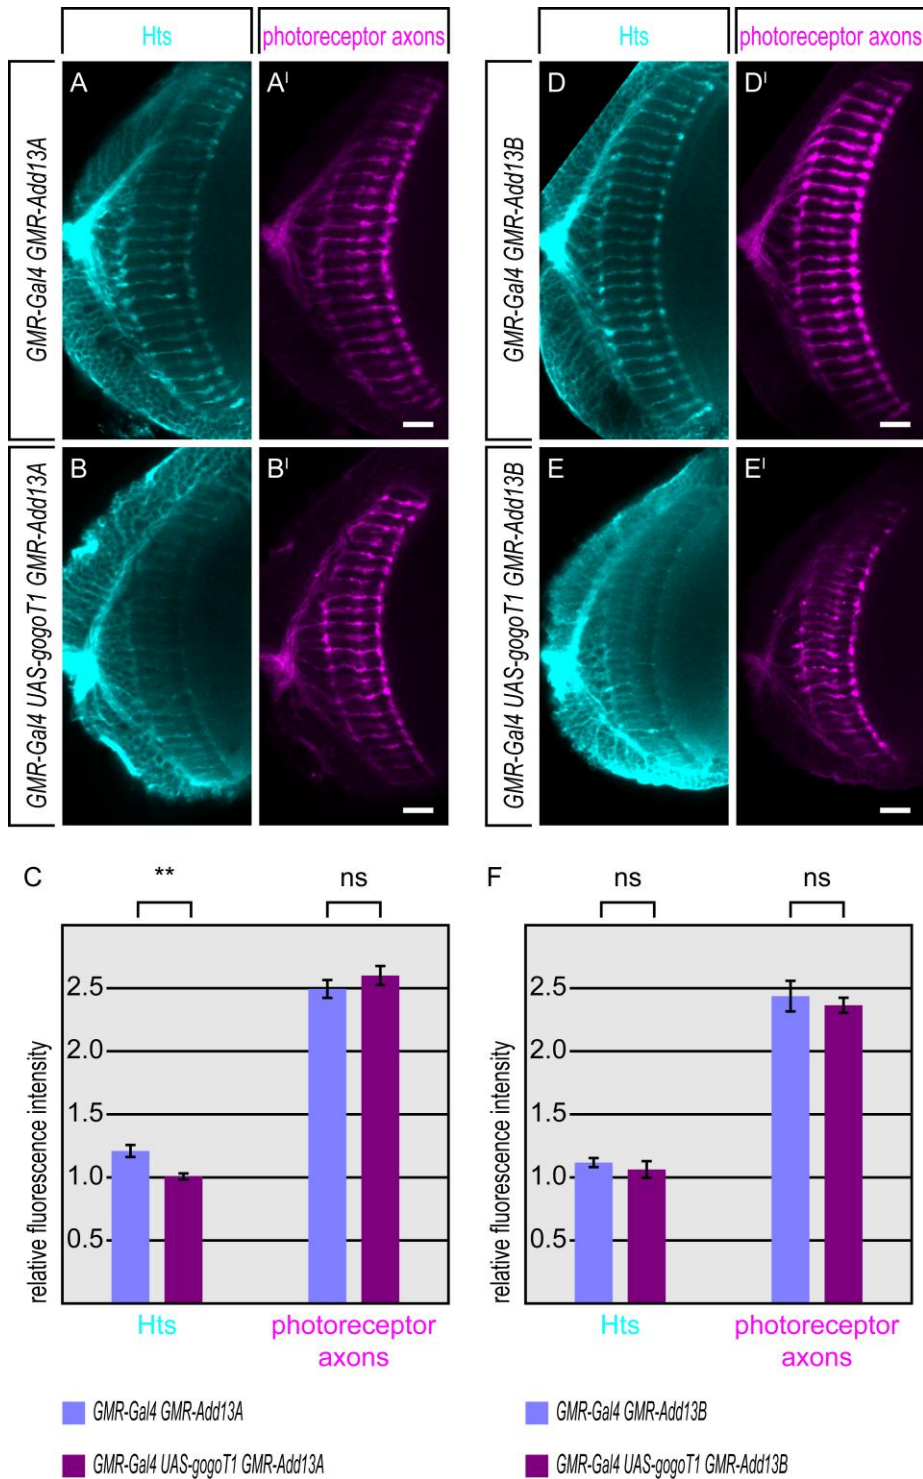 Hts photoreceptor axons Hts photoreceptor axons
GMR-Gal4 GMR-Add13A
A Aᴵ
GMR-Gal4 GMR-Add13B
D Dᴵ
GMR-Gal4 UAS-gogoT1 GMR-Add13A
B Bᴵ
GMR-Gal4 UAS-gogoT1 GMR-Add13B
E Eᴵ
C
** ns
relative fluorescence intensity
2.5
2.0
1.5
1.0
0.5
Hts photoreceptor
axons
GMR-Gal4 GMR-Add13A
GMR-Gal4 UAS-gogoT1 GMR-Add13A
F
ns ns
relative fluorescence intensity
2.5
2.0
1.5
1.0
0.5
Hts photoreceptor
axons
GMR-Gal4 GMR-Add13B
GMR-Gal4 UAS-gogoT1 GMR-Add13B